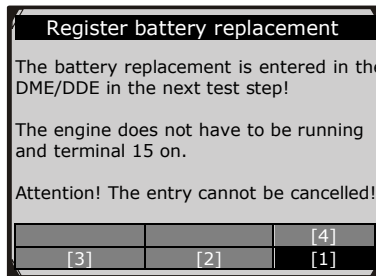 Register battery replacement
The battery replacement is entered in the
DME/DDE in the next test step!
The engine does not have to be running
and terminal 15 on.
Attention! The entry cannot be cancelled!
[4]
[3] [2] [1]